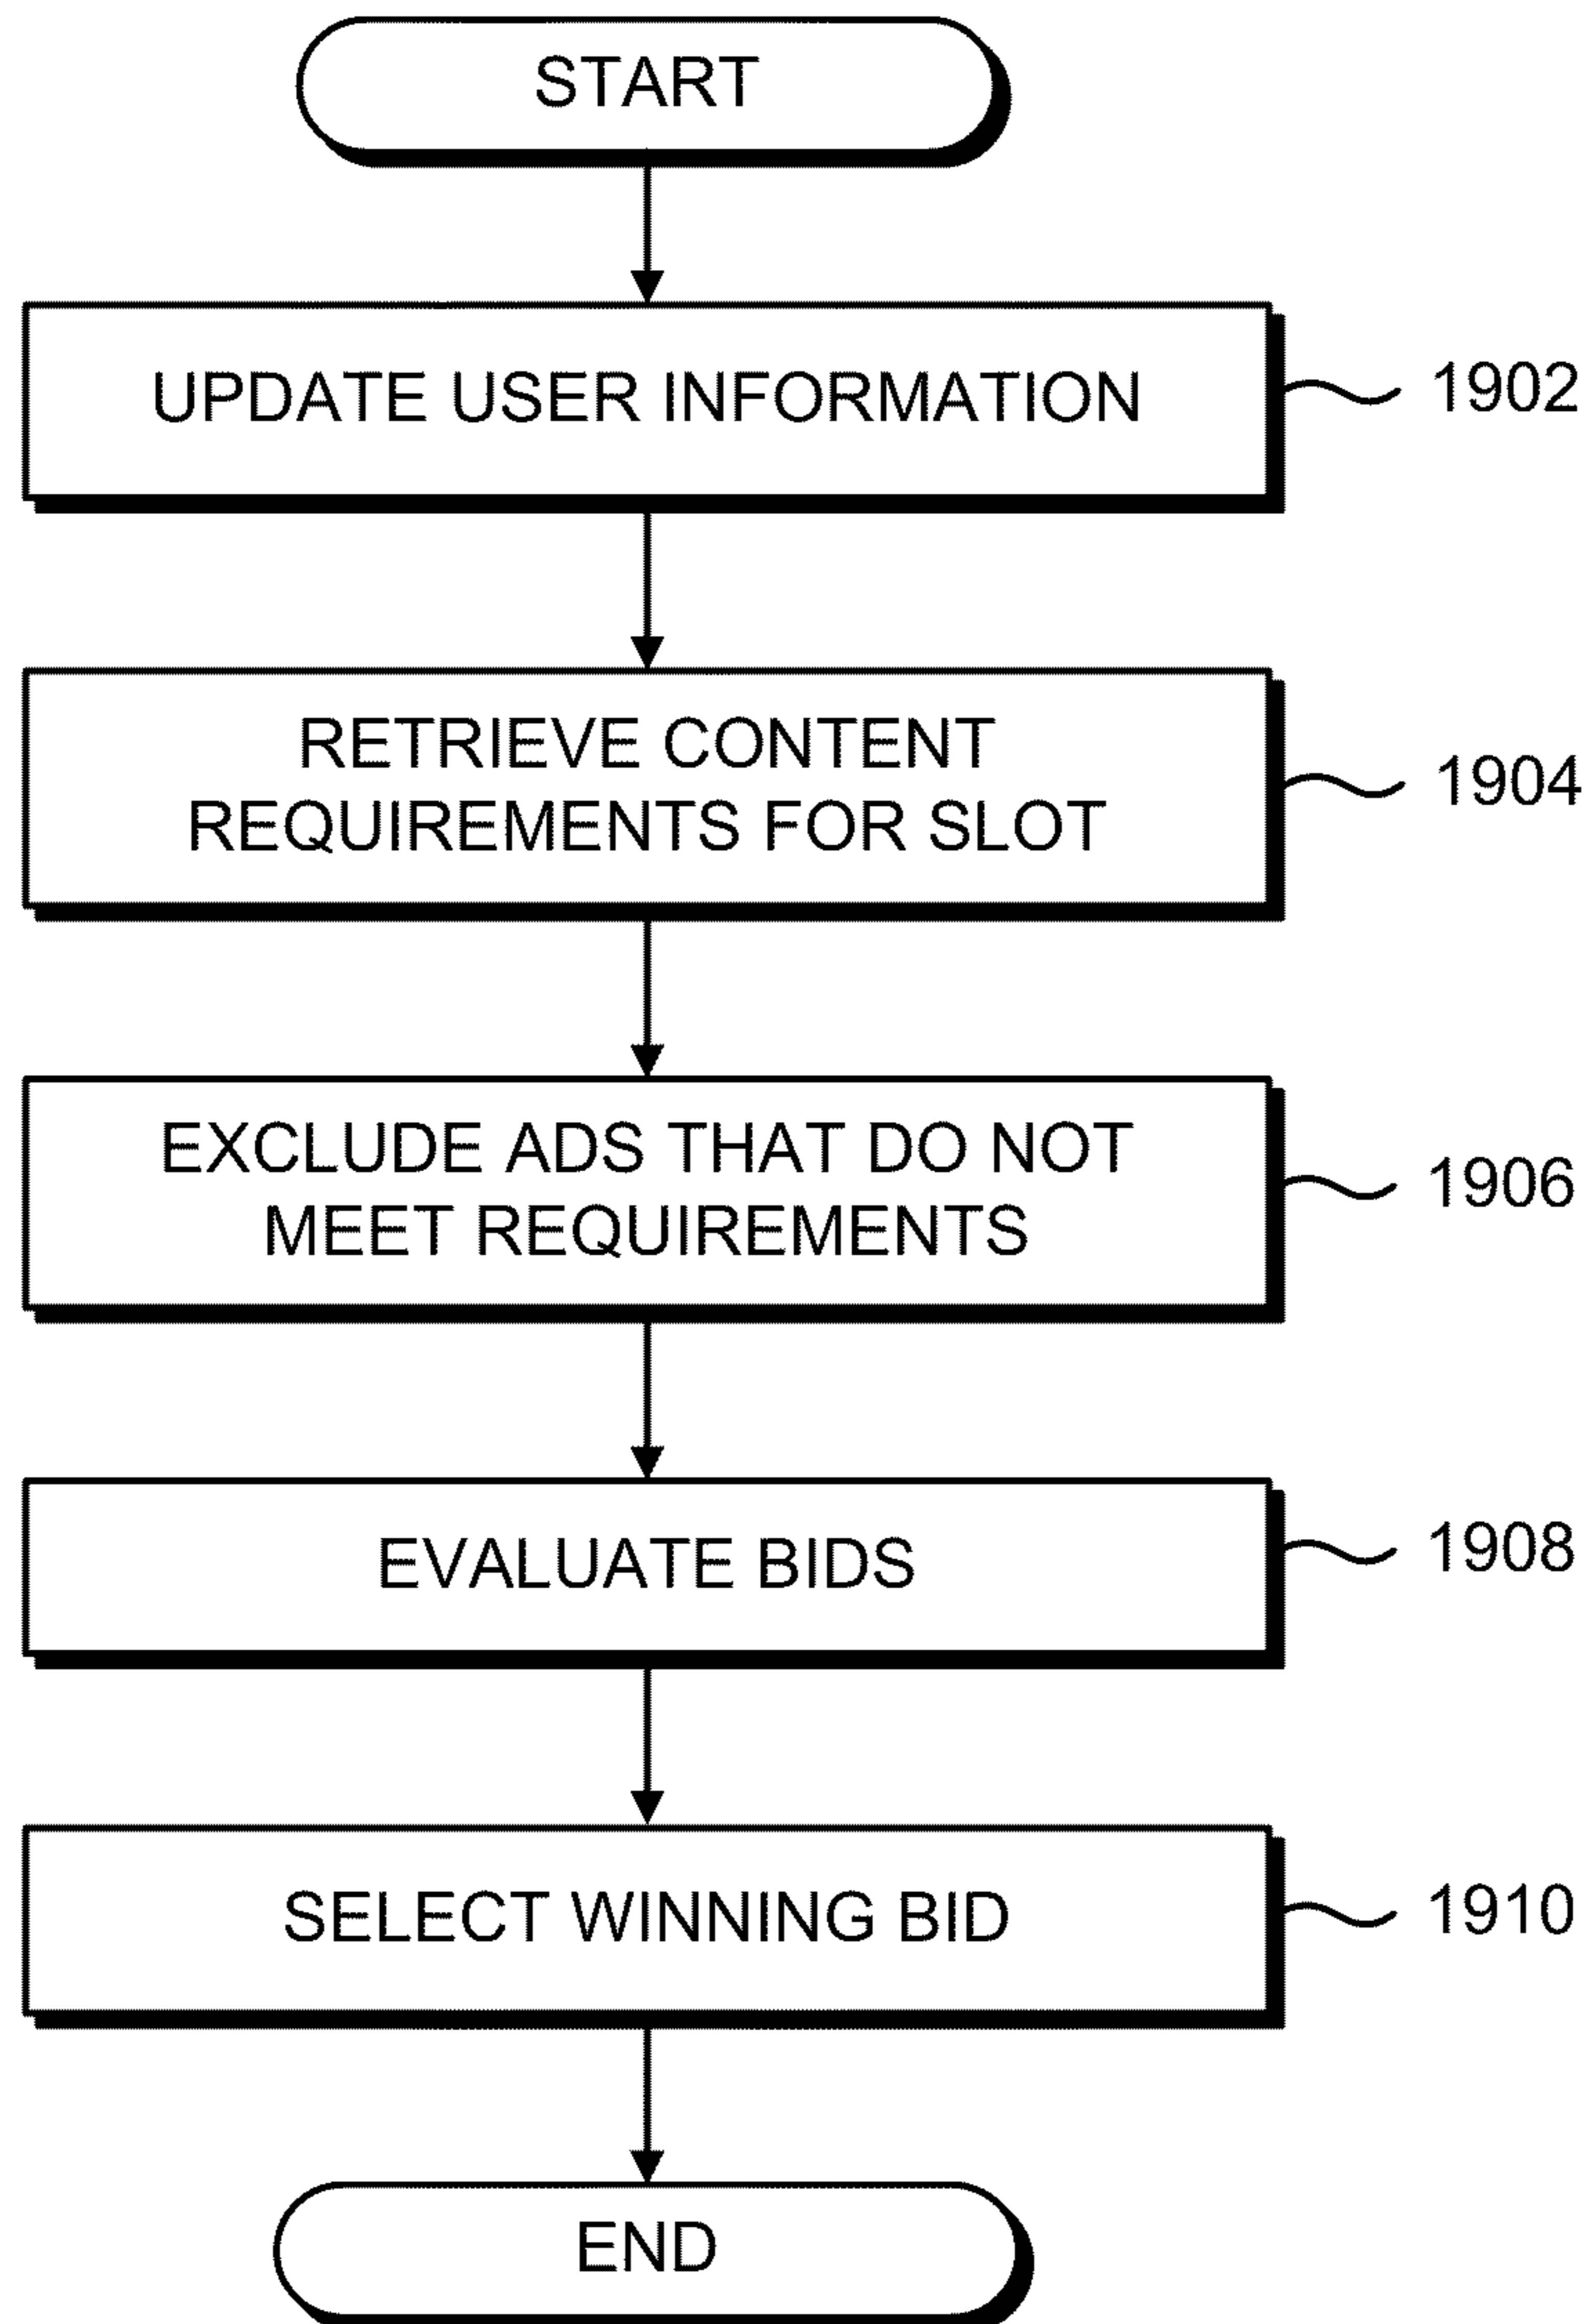 START
UPDATE USER INFORMATION
1902
RETRIEVE CONTENT
REQUIREMENTS FOR SLOT
1904
EXCLUDE ADS THAT DO NOT
MEET REQUIREMENTS
1906
EVALUATE BIDS
1908
SELECT WINNING BID
1910
END